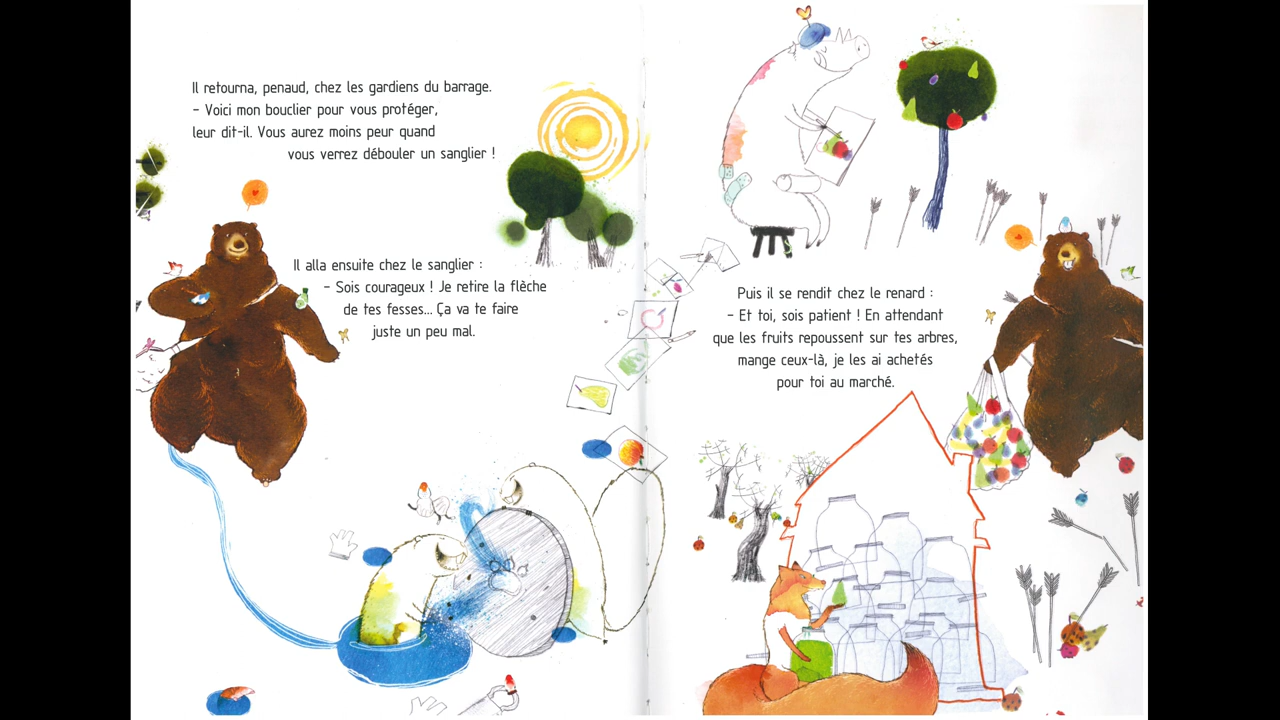 Il retourna, penaud, chez les gardiens du barrage.
– Voici mon bouclier pour vous protéger,
leur dit-il. Vous aurez moins peur quand
vous verrez débouler un sanglier !
Il alla ensuite chez le sanglier :
– Sois courageux ! Je retire la flèche
de tes fesses... Ça va te faire
juste un peu mal.
Puis il se rendit chez le renard :
– Et toi, sois patient ! En attendant
que les fruits repoussent sur tes arbres,
mange ceux-là, je les ai achetés
pour toi au marché.